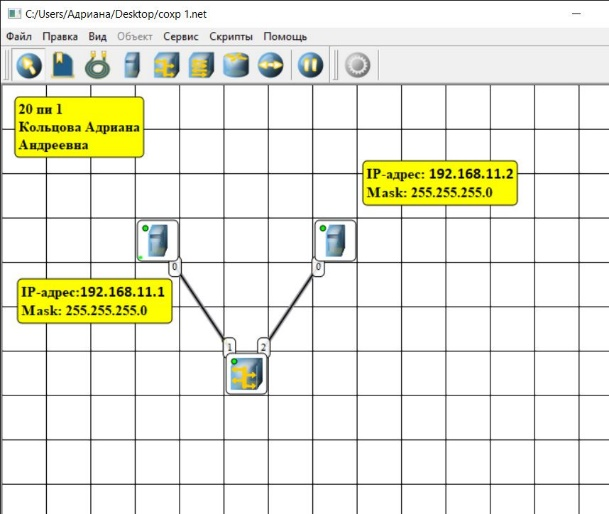 C:/Users/Адриана/Desktop/сохр 1.net
Файл Правка Вид Объект Сервис Скрипты Помощь
20 пи 1
Кольцова Адриана
Андреевна
IP-адрес: 192.168.11.2
Mask: 255.255.255.0
0
0
IP-адрес:192.168.11.1
Mask: 255.255.255.0
1
2